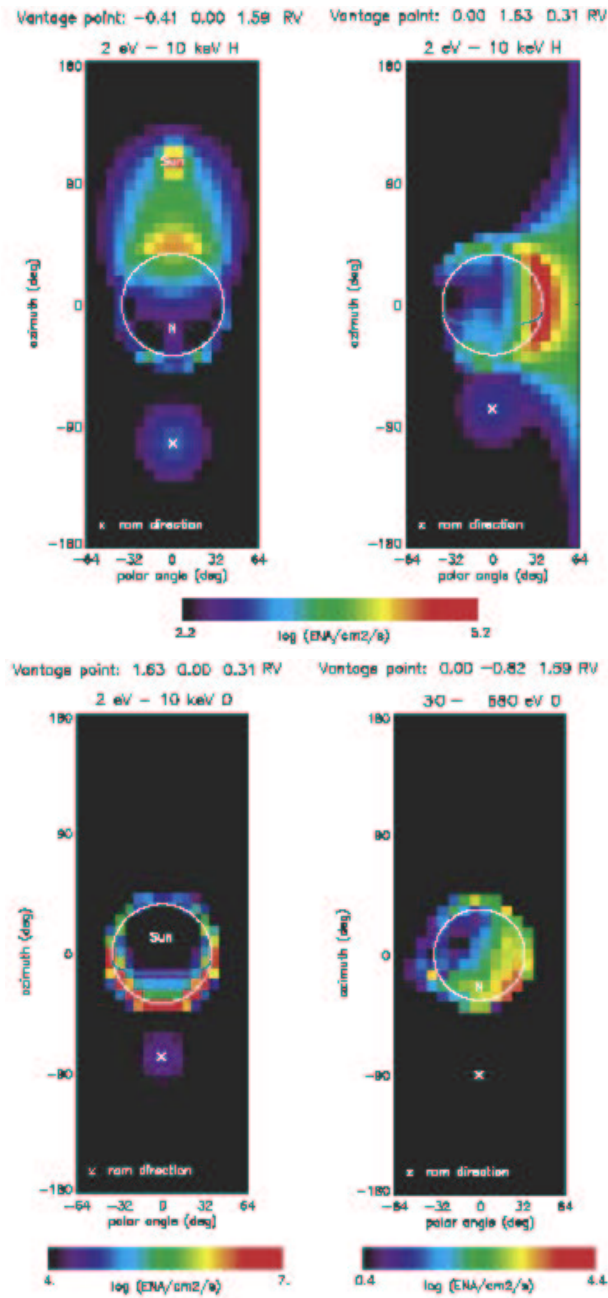 Vantage point: -0.41 0.00 1.59 RV
Vantage point: 0.00 1.63 0.31 RV
2 eV - 10 keV H
2 eV - 10 keV H
180
90
0
-90
-180
azimuth (deg)
Sun
N
x
x ram direction
-64 -32 0 32 64
polar angle (deg)
180
90
0
-90
-180
azimuth (deg)
x
x ram direction
-64 -32 0 32 64
polar angle (deg)
2.2 5.2
log (ENA/cm2/s)
Vantage point: 1.63 0.00 0.31 RV
Vantage point: 0.00 -0.82 1.59 RV
2 eV - 10 keV O
30 - 680 eV O
180
90
0
-90
-180
azimuth (deg)
Sun
x
x ram direction
-64 -32 0 32 64
polar angle (deg)
180
90
0
-90
-180
azimuth (deg)
N
x
x ram direction
-64 -32 0 32 64
polar angle (deg)
4. 7.
log (ENA/cm2/s)
0.4 4.4
log (ENA/cm2/s)